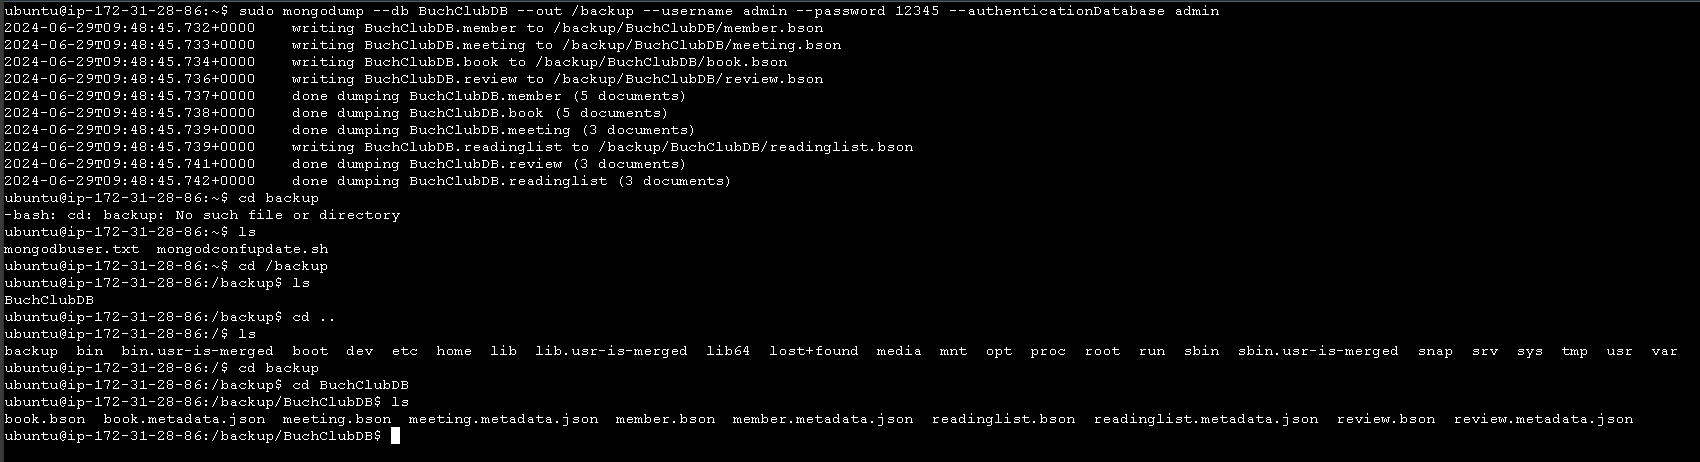 ubuntu@ip-172-31-28-86:~$ sudo mongodump --db BuchClubDB --out /backup --username admin --password 12345 --authenticationDatabase admin
2024-06-29T09:48:45.732+0000    writing BuchClubDB.member to /backup/BuchClubDB/member.bson
2024-06-29T09:48:45.733+0000    writing BuchClubDB.meeting to /backup/BuchClubDB/meeting.bson
2024-06-29T09:48:45.734+0000    writing BuchClubDB.book to /backup/BuchClubDB/book.bson
2024-06-29T09:48:45.736+0000    writing BuchClubDB.review to /backup/BuchClubDB/review.bson
2024-06-29T09:48:45.737+0000    done dumping BuchClubDB.member (5 documents)
2024-06-29T09:48:45.738+0000    done dumping BuchClubDB.book (5 documents)
2024-06-29T09:48:45.739+0000    done dumping BuchClubDB.meeting (3 documents)
2024-06-29T09:48:45.739+0000    writing BuchClubDB.readinglist to /backup/BuchClubDB/readinglist.bson
2024-06-29T09:48:45.741+0000    done dumping BuchClubDB.review (3 documents)
2024-06-29T09:48:45.742+0000    done dumping BuchClubDB.readinglist (3 documents)
ubuntu@ip-172-31-28-86:~$ cd backup
-bash: cd: backup: No such file or directory
ubuntu@ip-172-31-28-86:~$ ls
mongodbuser.txt  mongodconfupdate.sh
ubuntu@ip-172-31-28-86:~$ cd /backup
ubuntu@ip-172-31-28-86:/backup$ ls
BuchClubDB
ubuntu@ip-172-31-28-86:/backup$ cd ..
ubuntu@ip-172-31-28-86:/$ ls
backup  bin  bin.usr-is-merged  boot  dev  etc  home  lib  lib.usr-is-merged  lib64  lost+found  media  mnt  opt  proc  root  run  sbin  sbin.usr-is-merged  snap  srv  sys  tmp  usr  var
ubuntu@ip-172-31-28-86:/$ cd backup
ubuntu@ip-172-31-28-86:/backup$ cd BuchClubDB
ubuntu@ip-172-31-28-86:/backup/BuchClubDB$ ls
book.bson  book.metadata.json  meeting.bson  meeting.metadata.json  member.bson  member.metadata.json  readinglist.bson  readinglist.metadata.json  review.bson  review.metadata.json
ubuntu@ip-172-31-28-86:/backup/BuchClubDB$